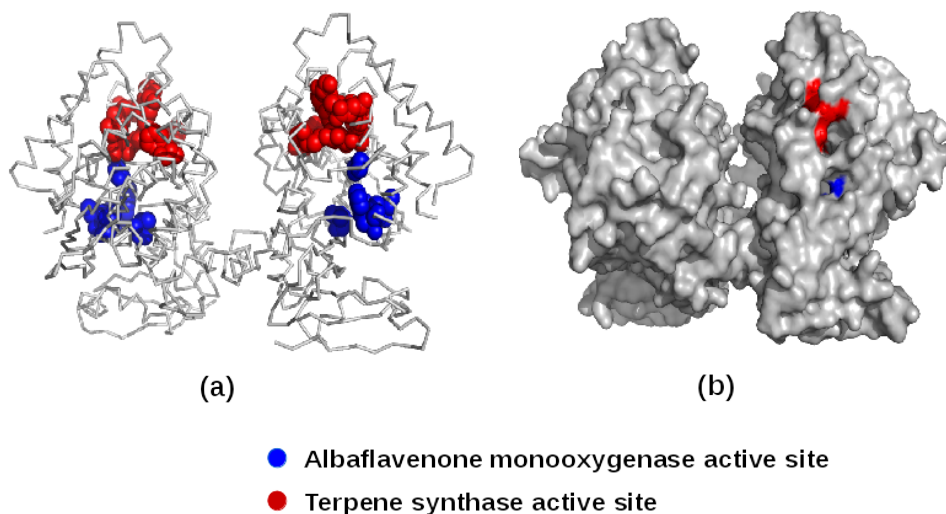 (a)
(b)
Albaflavenone monooxygenase active site
Terpene synthase active site